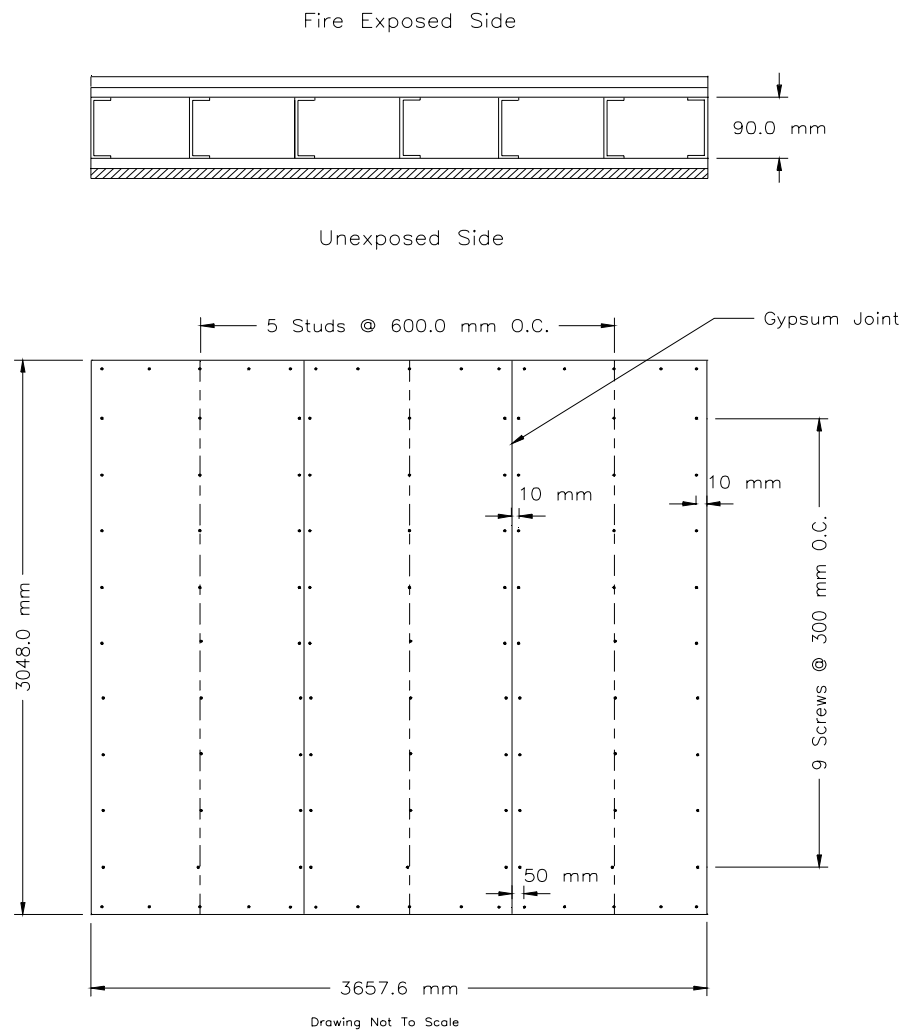 Fire Exposed Side
90.0 mm
Unexposed Side
5 Studs @ 600.0 mm O.C.
Gypsum Joint
10 mm
10 mm
3048.0 mm
9 Screws @ 300 mm O.C.
50 mm
3657.6 mm
Drawing Not To Scale